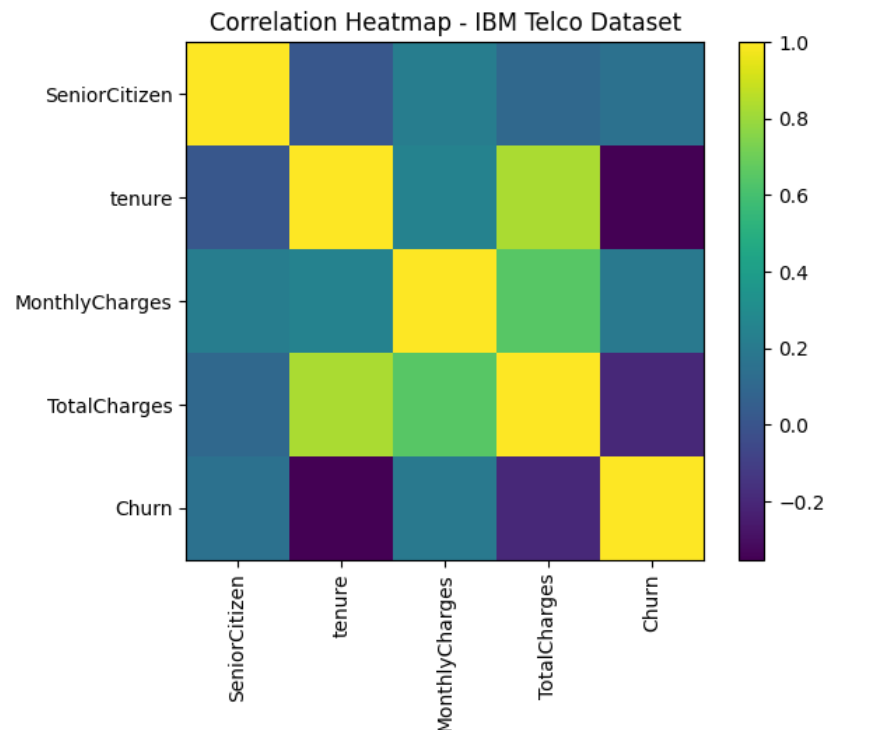 Correlation Heatmap - IBM Telco Dataset
SeniorCitizen
tenure
MonthlyCharges
TotalCharges
Churn
SeniorCitizen
tenure
MonthlyCharges
TotalCharges
Churn
1.0
0.8
0.6
0.4
0.2
0.0
−0.2